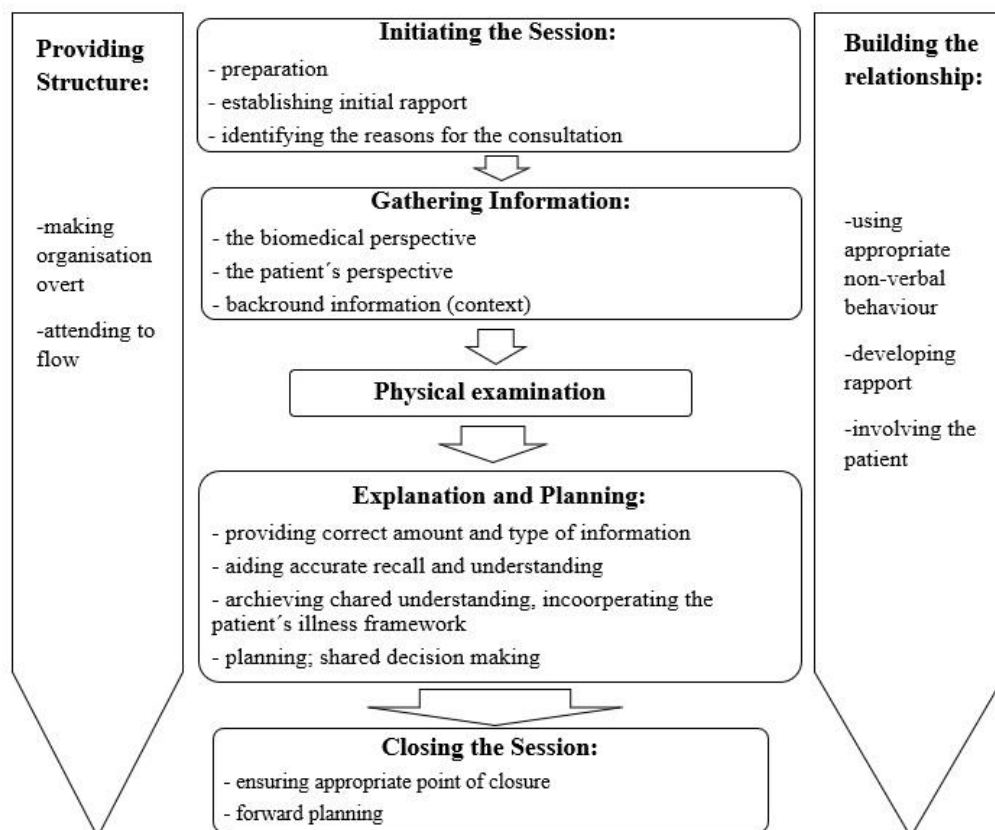 Providing
Structure:
-making
organisation
overt
-attending to
flow
Initiating the Session:
- preparation
- establishing initial rapport
- identifying the reasons for the consultation
Gathering Information:
- the biomedical perspective
- the patient´s perspective
- backround information (context)
Physical examination
Explanation and Planning:
- providing correct amount and type of information
- aiding accurate recall and understanding
- archieving chared understanding, incoorperating the
patient´s illness framework
- planning; shared decision making
Closing the Session:
- ensuring appropriate point of closure
- forward planning
Building the
relationship:
-using
appropriate
non-verbal
behaviour
-developing
rapport
-involving the
patient